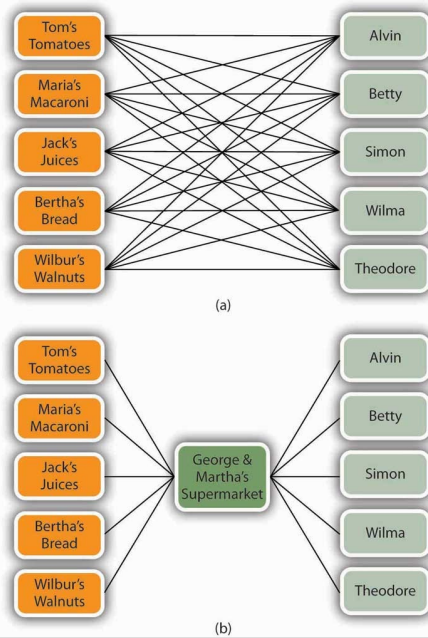 Tom's
Tomatoes
Maria's
Macaroni
Jack's
Juices
Bertha's
Bread
Wilbur's
Walnuts
Alvin
Betty
Simon
Wilma
Theodore
(a)
Tom's
Tomatoes
Maria's
Macaroni
Jack's
Juices
Bertha's
Bread
Wilbur's
Walnuts
George &
Martha's
Supermarket
Alvin
Betty
Simon
Wilma
Theodore
(b)